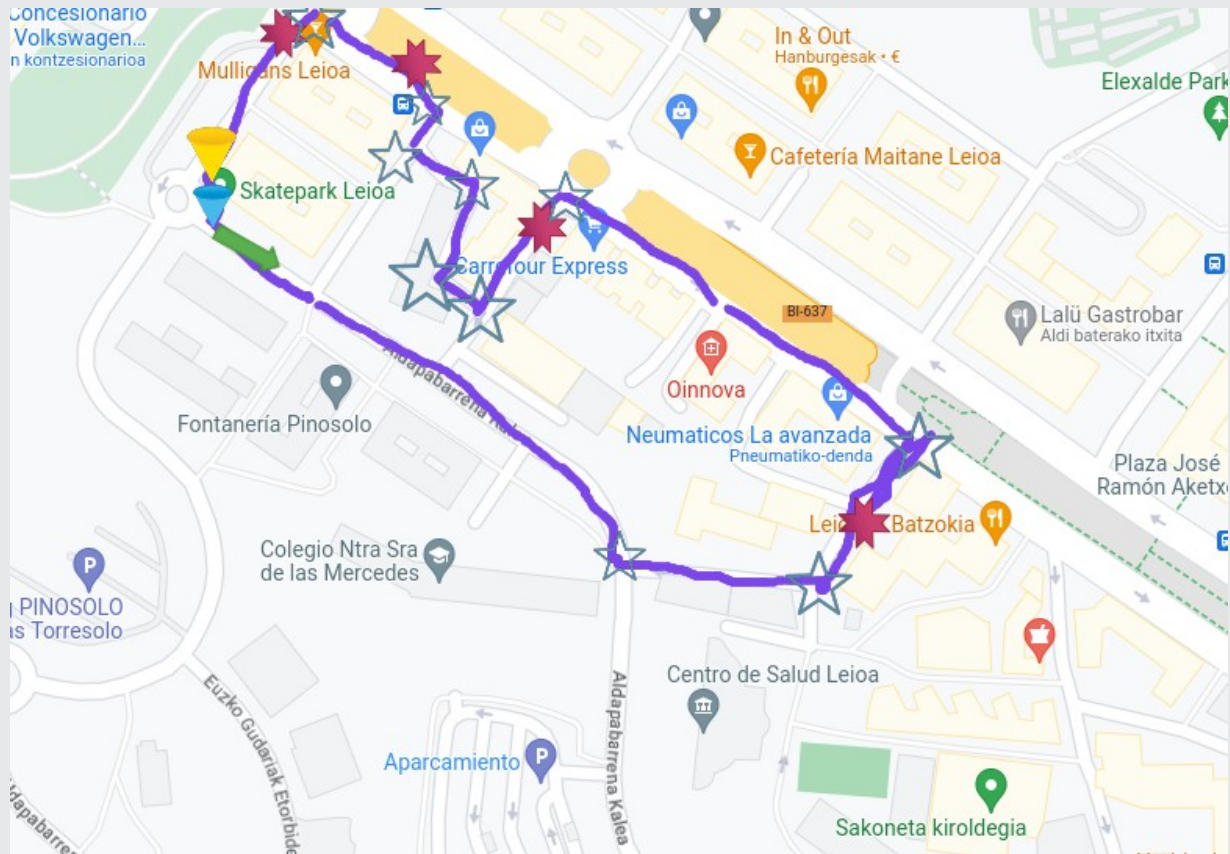 Concesionario
Volkswagen...
n kontzesionarioa
Mulligans Leioa
In & Out
Hanburgesak • €
Elexalde Park
Cafetería Maitane Leioa
Skatepark Leioa
Carrefour Express
BI-637
Lalü Gastrobar
Aldi baterako itxita
Oinnova
Aldapabarrena
Fontanería Pinosolo
Neumaticos La avanzada
Pneumatiko-denda
Plaza José
Ramón Aketx
Batzokia
Colegio Ntra Sra
de las Mercedes
P
PINOSOLO
as Torresolo
Centro de Salud Leioa
Aldapabarrena Kalea
Euzko Gudariak Etorbide
Aparcamiento
P
Sakoneta kiroldegia
ldapabarre